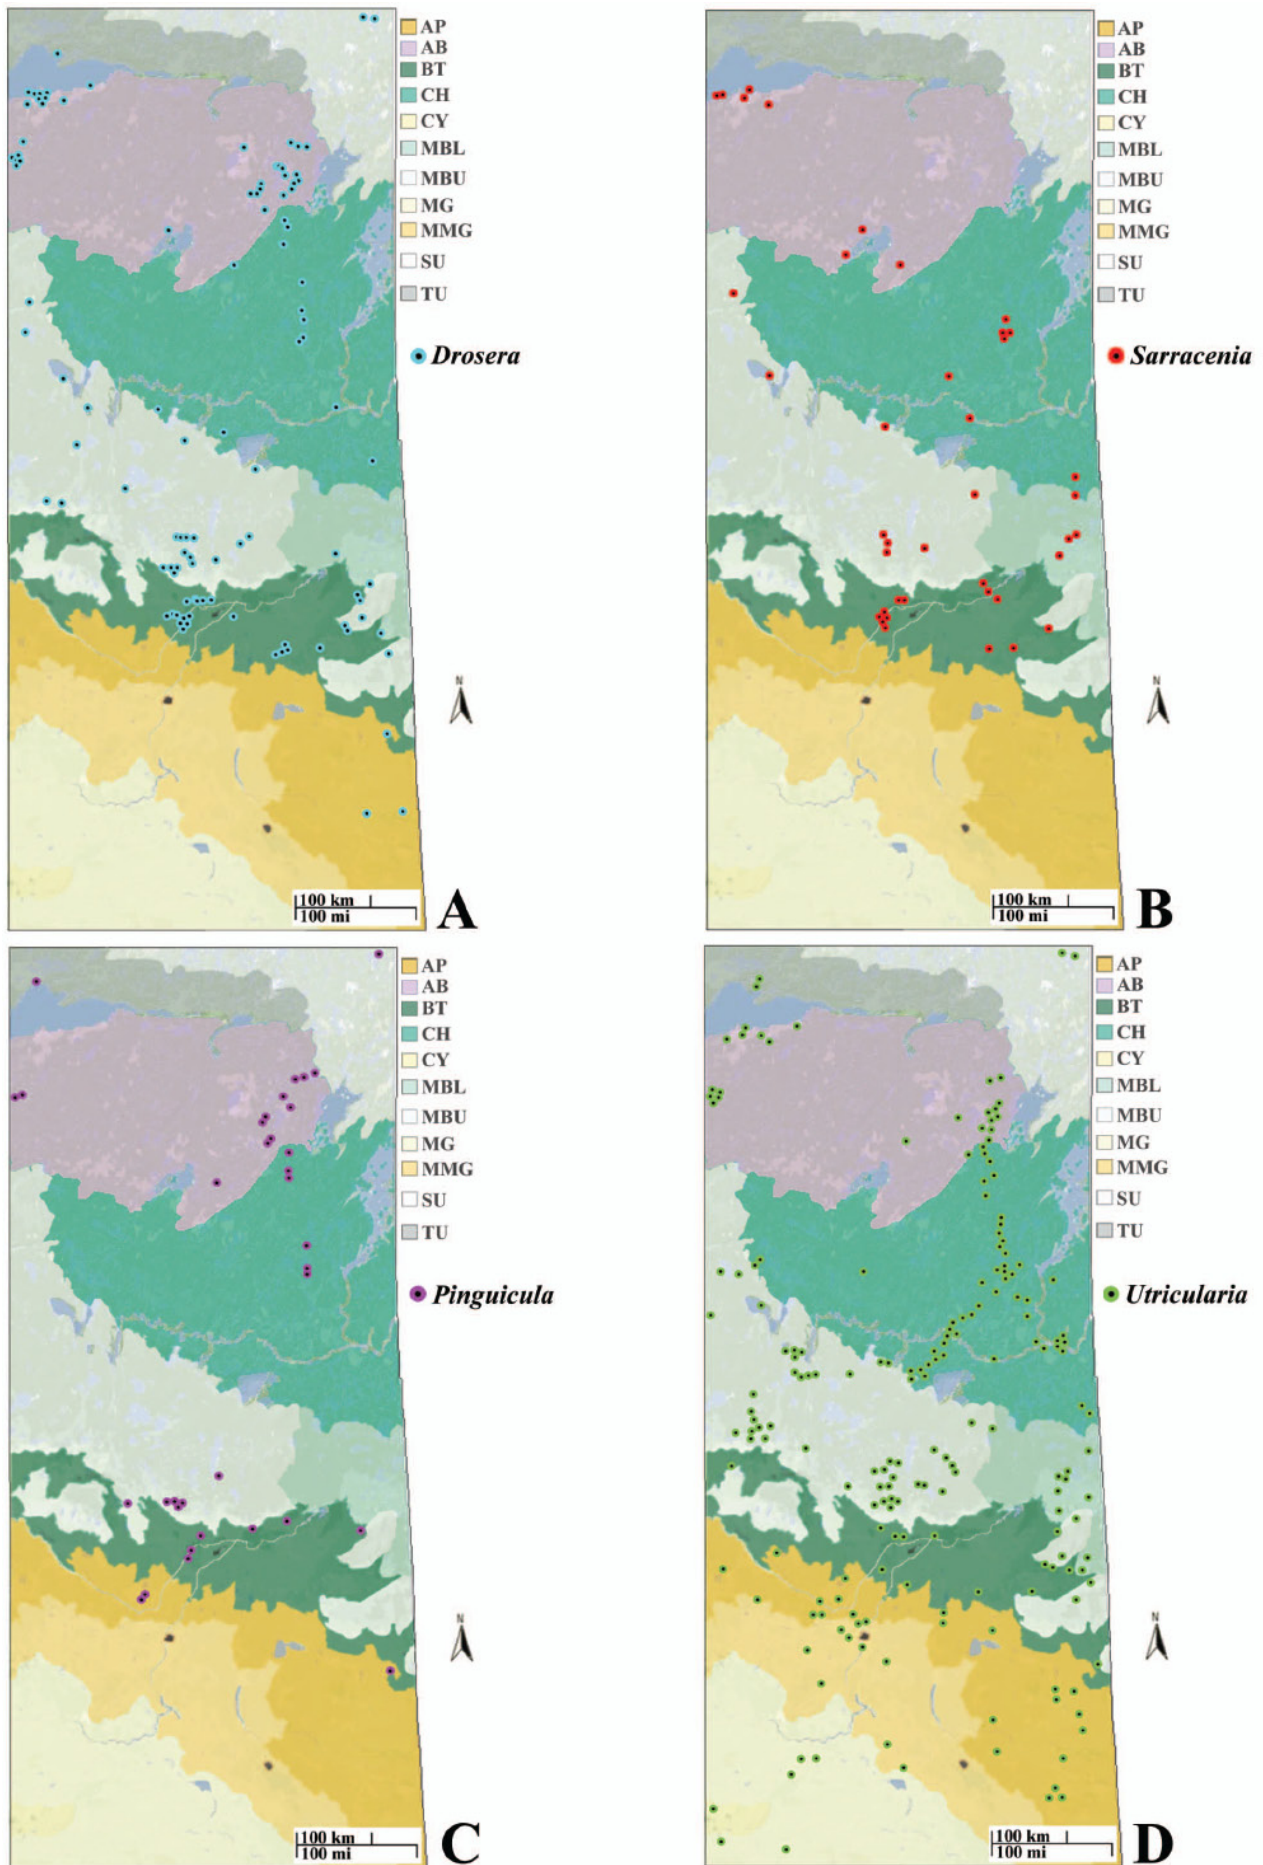 AP
AB
BT
CH
CY
MBL
MBU
MG
MMG
SU
TU
Drosera
N
100 km
100 mi
A
AP
AB
BT
CH
CY
MBL
MBU
MG
MMG
SU
TU
Sarracenia
N
100 km
100 mi
B
AP
AB
BT
CH
CY
MBL
MBU
MG
MMG
SU
TU
Pinguicula
N
100 km
100 mi
C
AP
AB
BT
CH
CY
MBL
MBU
MG
MMG
SU
TU
Utricularia
N
100 km
100 mi
D